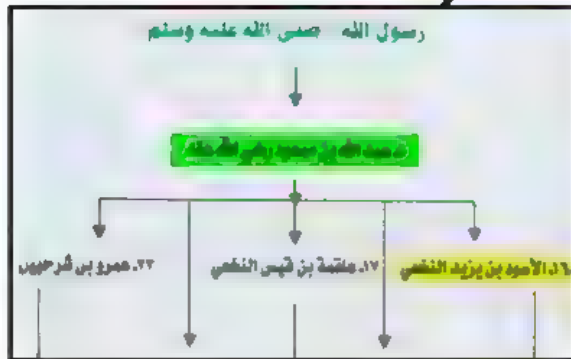 رسول الله صلى الله عليه وسلم
عبد الله بن مسعود رضي الله عنه
١٦. الأسود بن يزيد النخعي ١٧. علقمة بن قيس النخعي ٢٢. عمرو بن شرحبيل